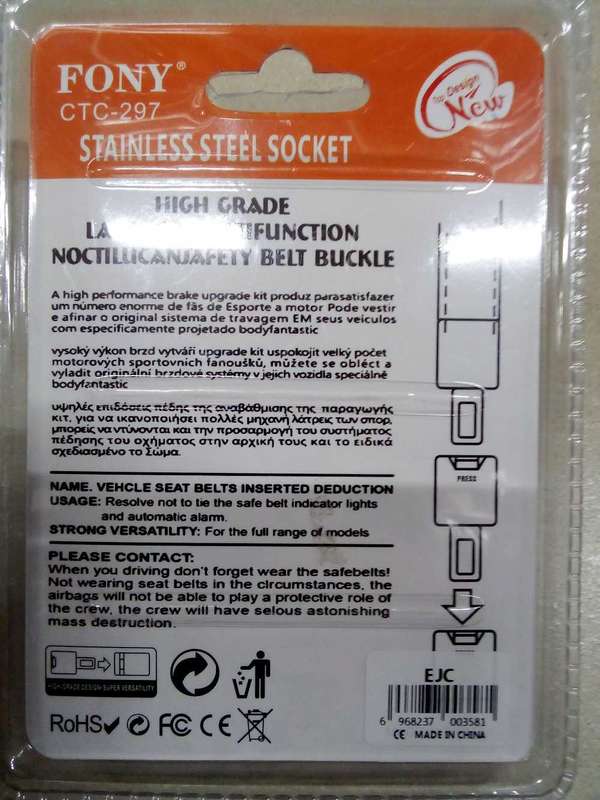 FONY®
CTC-297
Top Design
New
STAINLESS STEEL SOCKET
HIGH GRADE
NOCTILUCAN SAFETY BELT BUCKLE
A high performance brake upgrade kit produz parasatisfazer
um número enorme de fãs de Esporte a motor Pode vestir
e afinar o original sistema de travagem EM seus veículos
com especificamente projetado bodyfantastic
vysoký výkon brzd vytváří upgrade kit uspokojit velký počet
motorových sportovních fanoušků, můžete se obléct a
vyladit originální brzdové systémy v jejich vozidla speciálně
bodyfantastic
υψηλές επιδόσεις πέδης της αναβάθμισης της παραγωγής
κιτ, για να ικανοποιήσει πολλές μηχανή λάτρεις των σπορ,
μπορείς να ντύνονται και την προσαρμογή του συστήματος
πέδησης του οχήματος στην αρχική τους και το ειδικά
σχεδιασμένο το Σώμα.
NAME. VEHCLE SEAT BELTS INSERTED DEDUCTION
USAGE: Resolve not to tie the safe belt indicator lights
and automatic alarm.
STRONG VERSATILITY: For the full range of models
PLEASE CONTACT:
When you driving don't forget wear the safebelts!
Not wearing seat belts in the circumstances, the
airbags will not be able to play a protective role of
the crew, the crew will have selous astonishing
mass destruction.
PRESS
HIGH-GRADE DESIGN SUPER VERSATILITY
RoHS FC CE
EJC
6 968237 003581
CE MADE IN CHINA